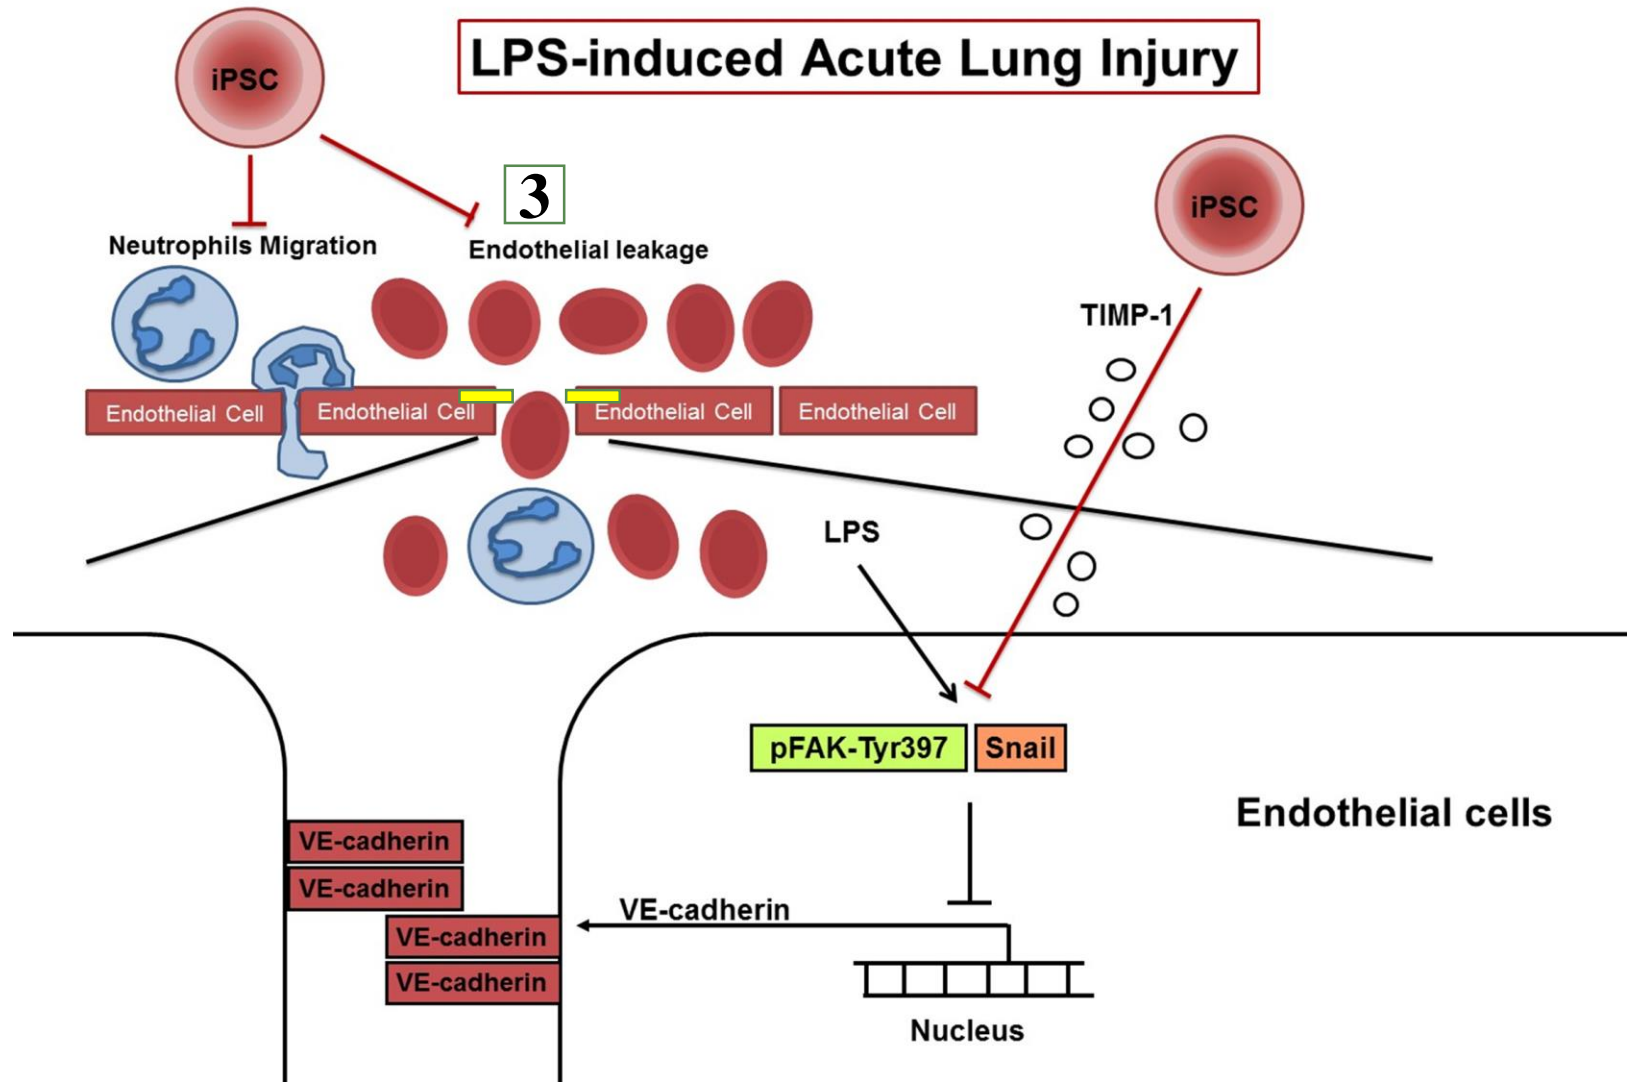 LPS-induced Acute Lung Injury
iPSC
iPSC
3
Neutrophils Migration
Endothelial leakage
TIMP-1
Endothelial Cell
Endothelial Cell
Endothelial Cell
Endothelial Cell
LPS
pFAK-Tyr397
Snail
Endothelial cells
VE-cadherin
VE-cadherin
VE-cadherin
VE-cadherin
VE-cadherin
Nucleus